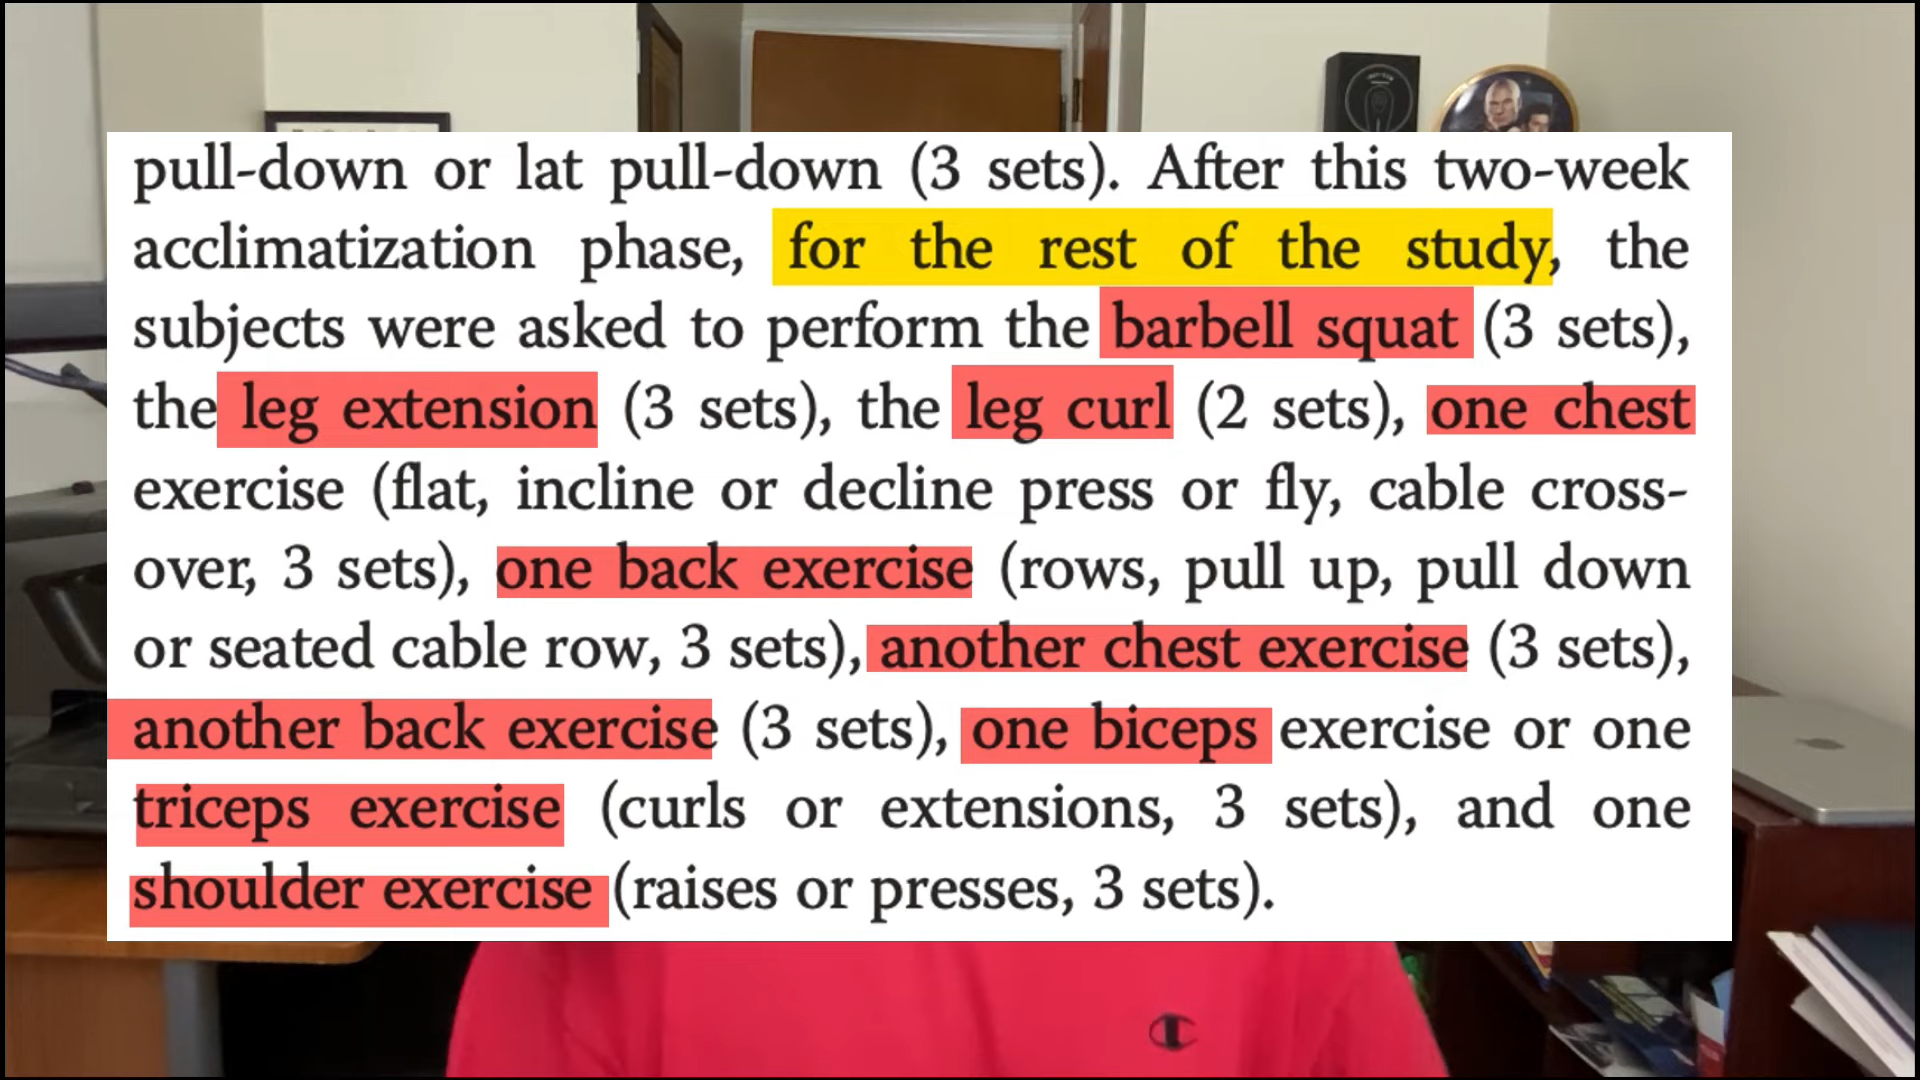 pull-down or lat pull-down (3 sets). After this two-week
acclimatization phase, for the rest of the study, the
subjects were asked to perform the barbell squat (3 sets),
the leg extension (3 sets), the leg curl (2 sets), one chest
exercise (flat, incline or decline press or fly, cable cross-
over, 3 sets), one back exercise (rows, pull up, pull down
or seated cable row, 3 sets), another chest exercise (3 sets),
another back exercise (3 sets), one biceps exercise or one
triceps exercise (curls or extensions, 3 sets), and one
shoulder exercise (raises or presses, 3 sets).